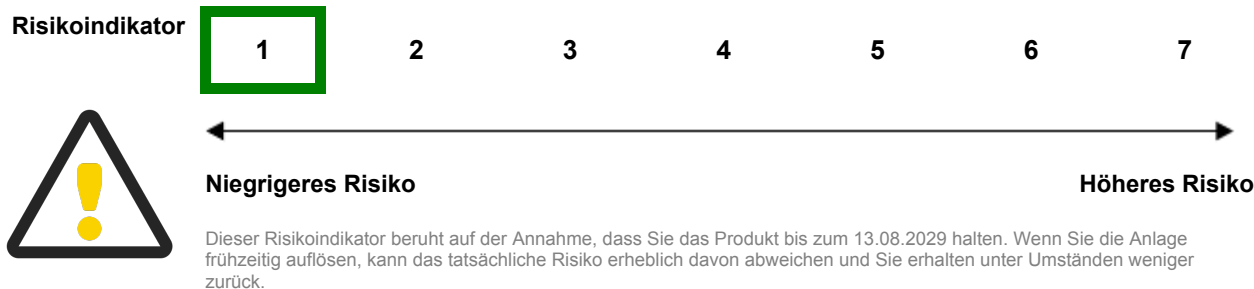 Risikoindikator
1 2 3 4 5 6 7
Niegrigeres Risiko Höheres Risiko
Dieser Risikoindikator beruht auf der Annahme, dass Sie das Produkt bis zum 13.08.2029 halten. Wenn Sie die Anlage
frühzeitig auflösen, kann das tatsächliche Risiko erheblich davon abweichen und Sie erhalten unter Umständen weniger
zurück.